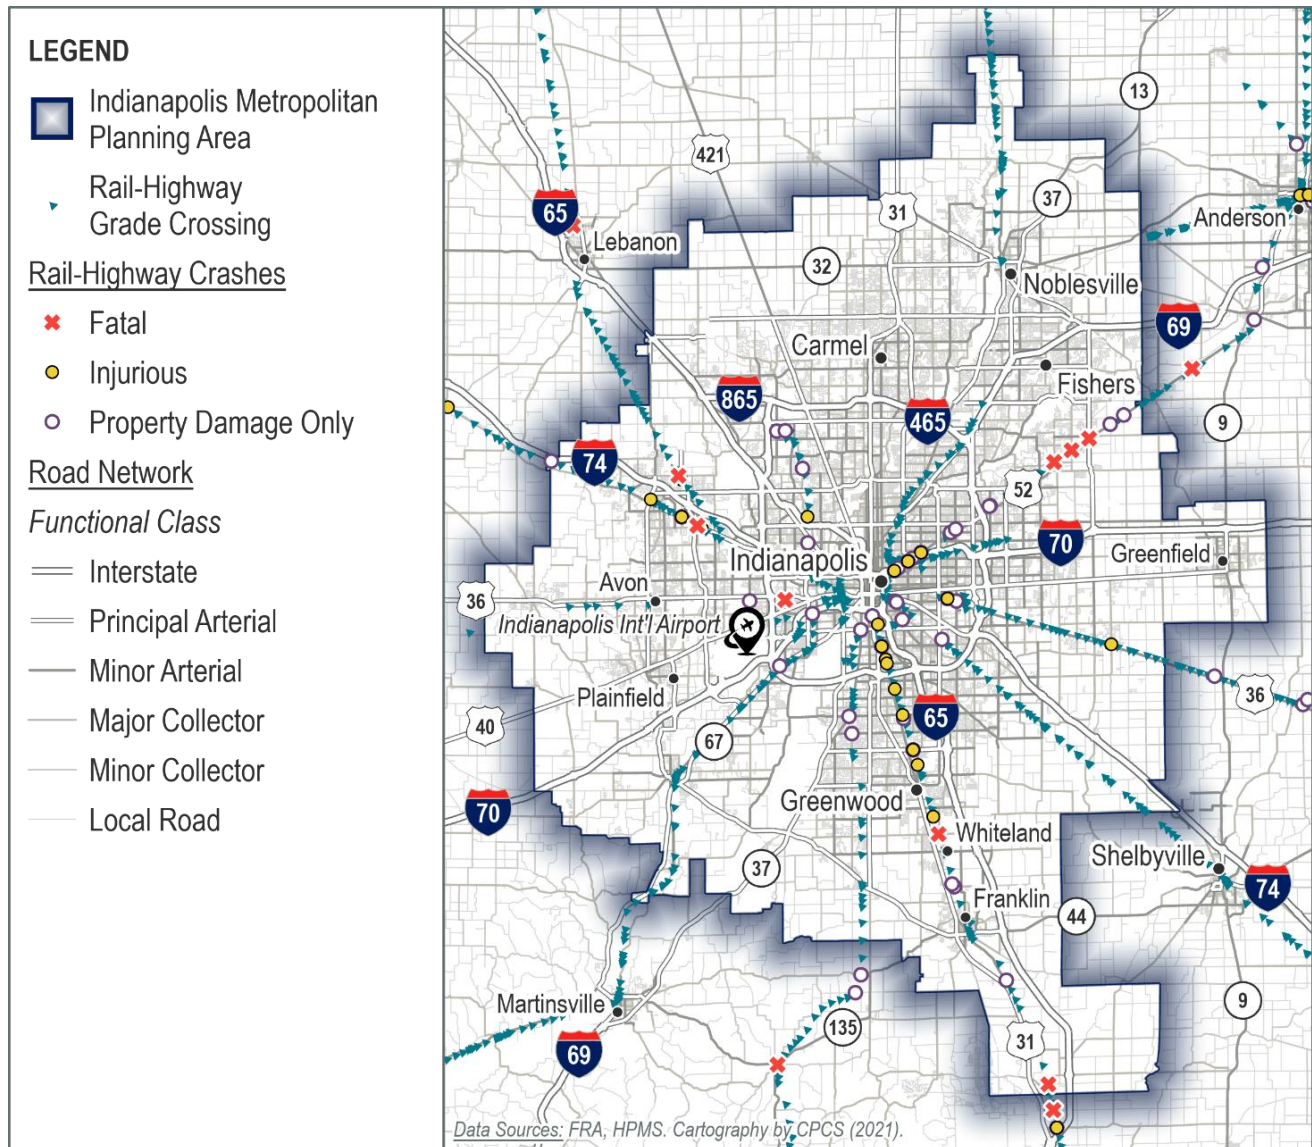 LEGEND
Indianapolis Metropolitan
Planning Area
Rail-Highway
Grade Crossing
Rail-Highway Crashes
Fatal
Injurious
Property Damage Only
Road Network
Functional Class
Interstate
Principal Arterial
Minor Arterial
Major Collector
Minor Collector
Local Road
13
421
65
31
37
Anderson
Lebanon
32
Noblesville
69
Carmel
Fishers
865
465
9
74
52
70
Indianapolis
Greenfield
36
Avon
Indianapolis Int'l Airport
Plainfield
36
40
65
67
70
Greenwood
Whiteland
Shelbyville
37
74
Franklin
44
Martinsville
9
135
31
69
Data Sources: FRA, HPMS. Cartography by CPCS (2021).